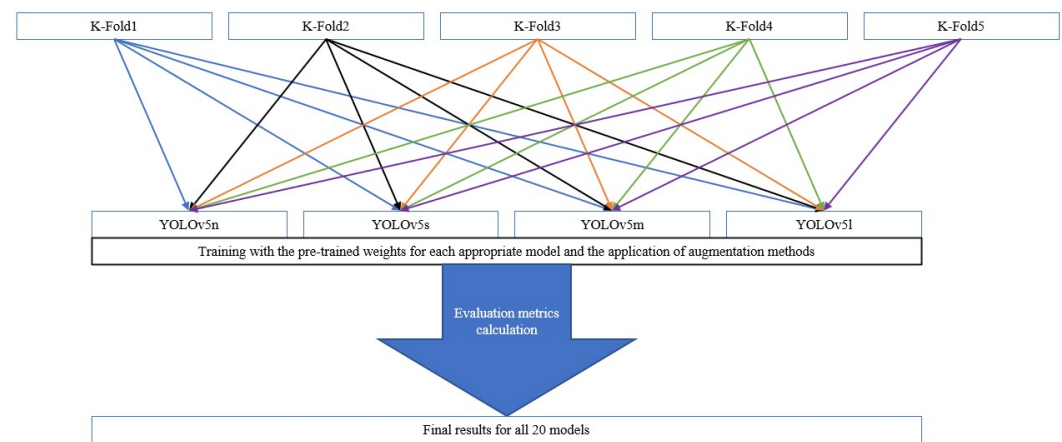 K-Fold1
K-Fold2
K-Fold3
K-Fold4
K-Fold5
YOLOv5n
YOLOv5s
YOLOv5m
YOLOv5l
Training with the pre-trained weights for each appropriate model and the application of augmentation methods
Evaluation metrics
calculation
Final results for all 20 models